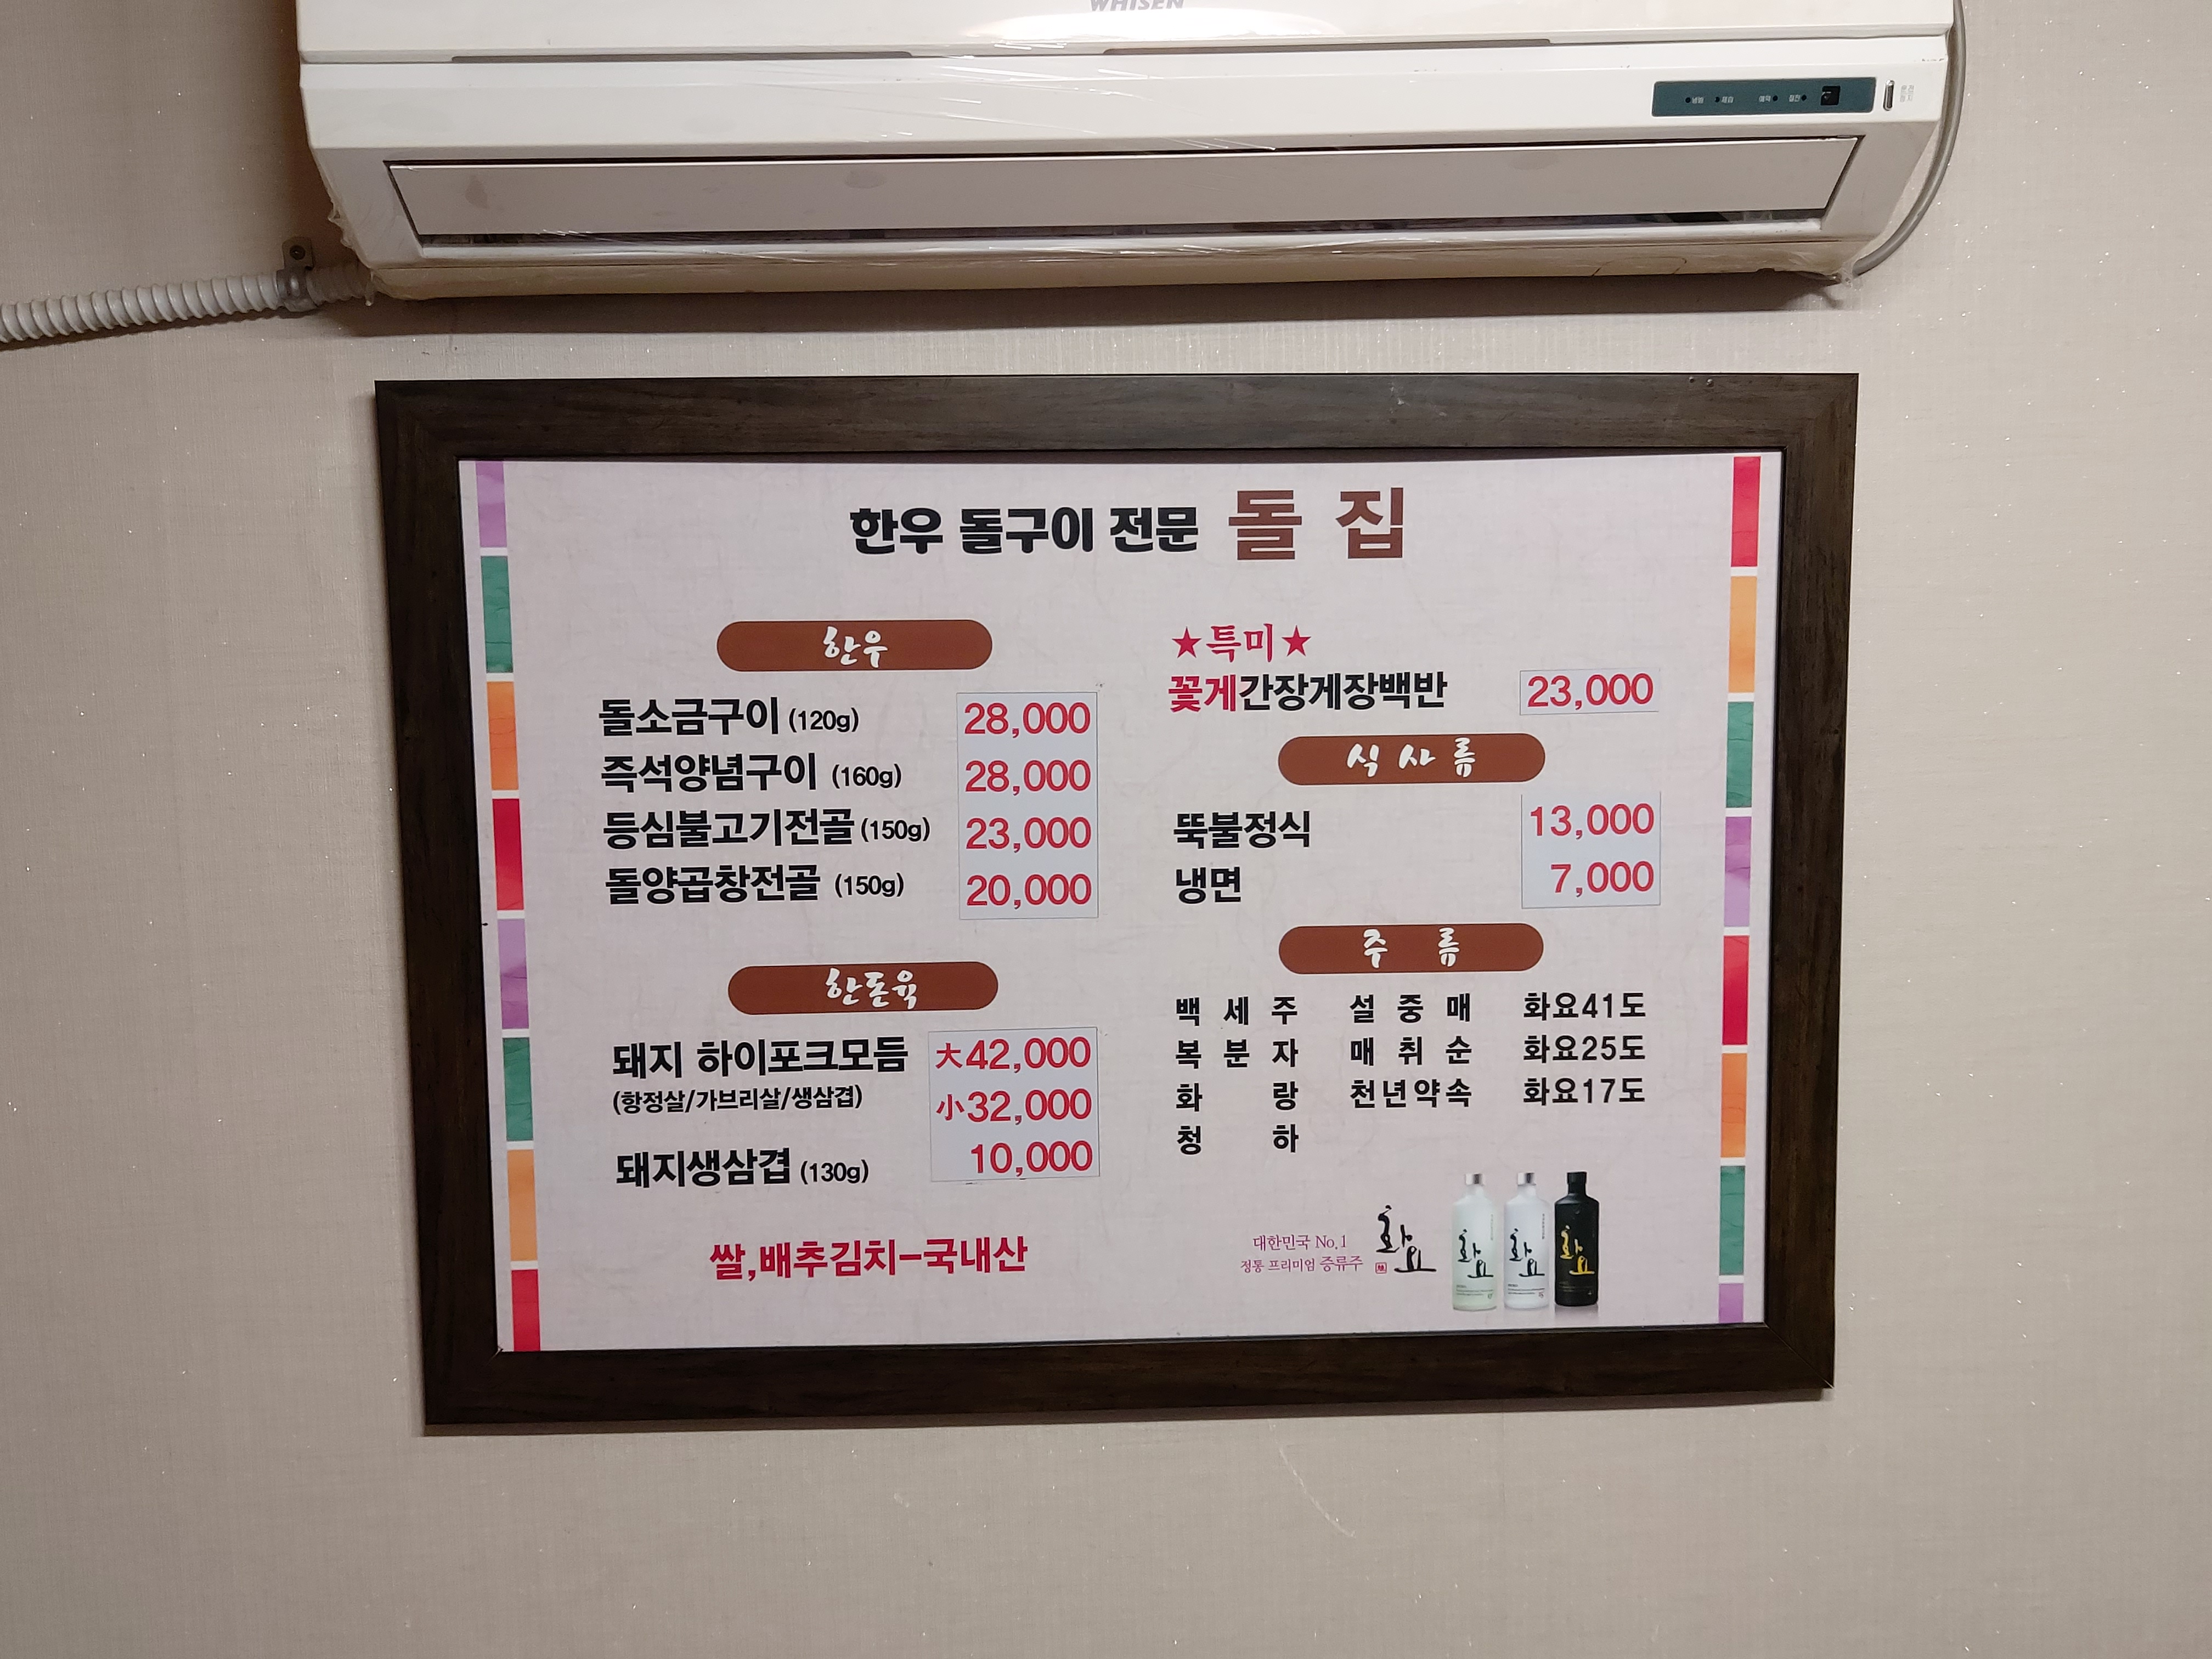 WHISEN
한우 돌구이 전문 돌 집
한우
돌소금구이 (120g) 28,000
즉석양념구이 (160g) 28,000
등심불고기전골 (150g) 23,000
돌양곱창전골 (150g) 20,000
한돈육
돼지 하이포크모듬 大42,000
(항정살/가브리살/생삼겹) 小32,000
돼지생삼겹 (130g) 10,000
쌀,배추김치-국내산
★특미★
꽃게간장게장백반 23,000
식사류
뚝불정식 13,000
냉면 7,000
주 류
백 세 주 설 중 매 화요41도
복 분 자 매 취 순 화요25도
화 랑 천년약속 화요17도
청 하
대한민국 No.1
정통 프리미엄 증류주
화요
화요 화요 화요